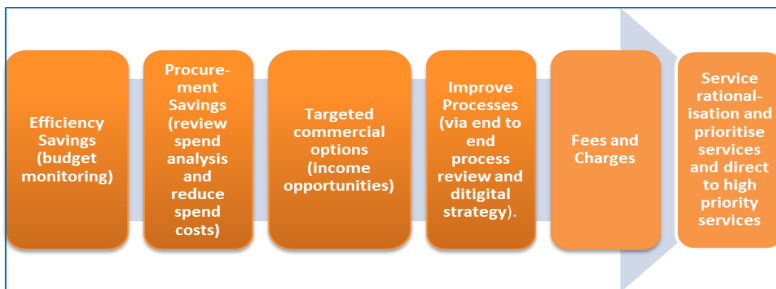 Efficiency
Savings
(budget
monitoring)
Procure-
ment
Savings
(review
spend
analysis
and
reduce
spend
costs)
Targeted
commercial
options
(income
opportunities)
Improve
Processes
(via end to
end
process
review and
ditigital
strategy).
Fees and
Charges
Service
rational-
isation and
prioritise
services
and direct
to high
priority
services